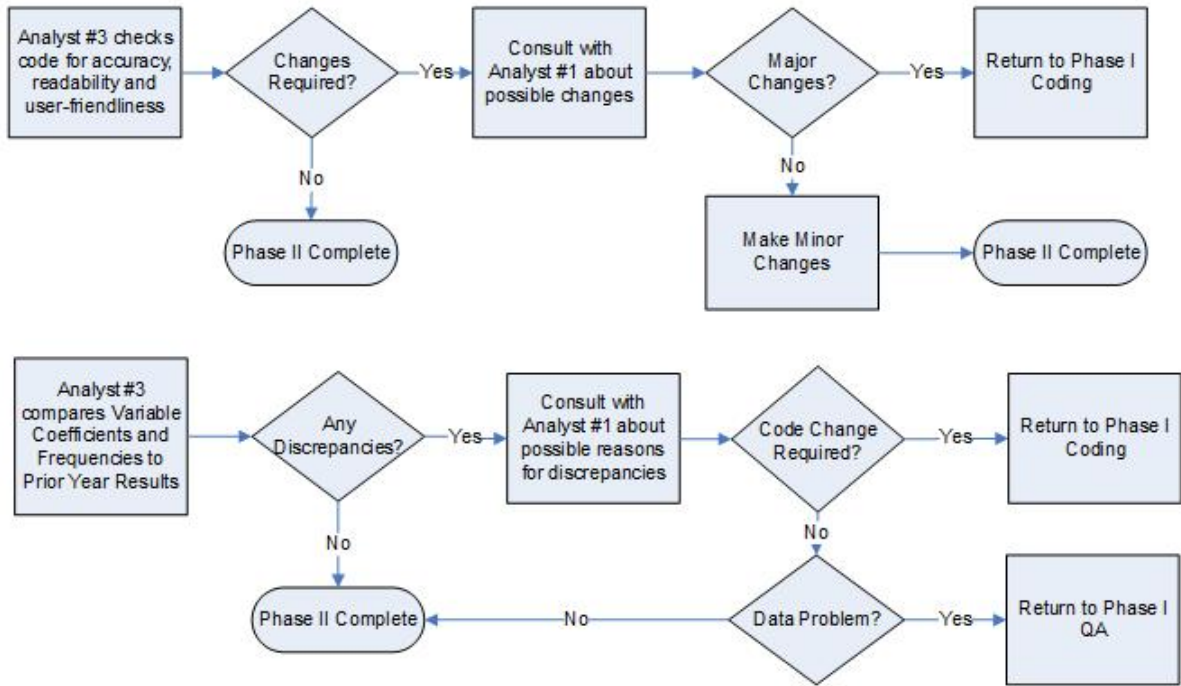 Analyst #3 checks
code for accuracy,
readability and
user-friendliness
Changes
Required?
Yes
Consult with
Analyst #1 about
possible changes
Major
Changes?
Yes
Return to Phase I
Coding
No
Phase II Complete
No
Make Minor
Changes
Phase II Complete
Analyst #3
compares Variable
Coefficients and
Frequencies to
Prior Year Results
Any
Discrepancies?
Yes
Consult with
Analyst #1 about
possible reasons
for discrepancies
Code Change
Required?
Yes
Return to Phase I
Coding
No
Phase II Complete
No
Data Problem?
No
Yes
Return to Phase I
QA